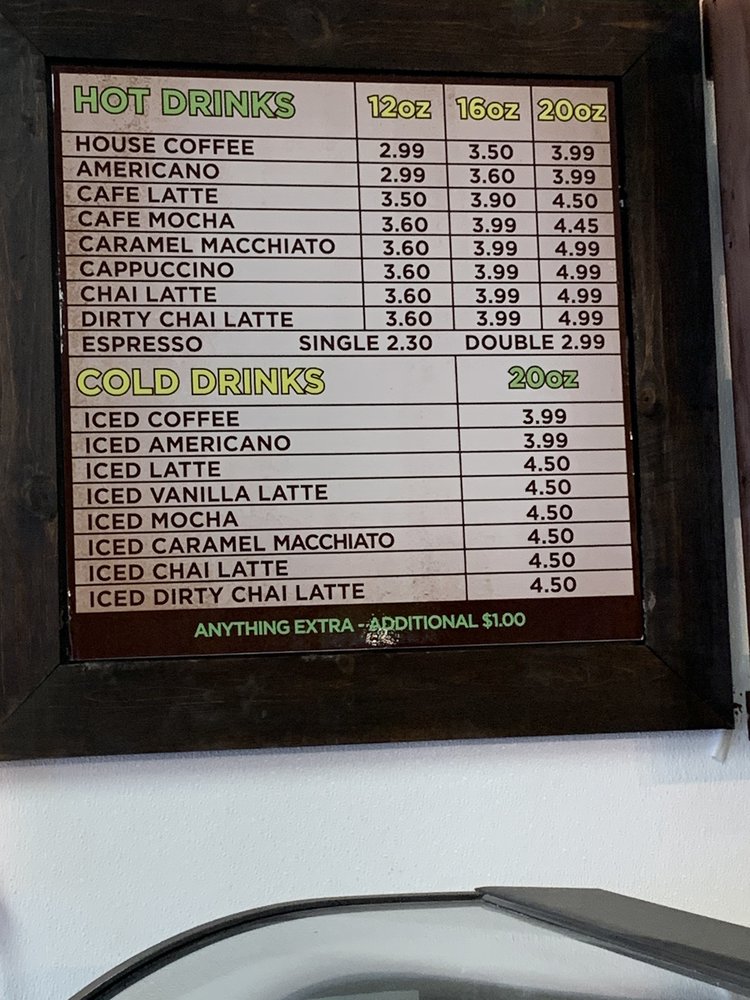 HOT DRINKS 12oz 16oz 20oz
HOUSE COFFEE 2.99 3.50 3.99
AMERICANO 2.99 3.60 3.99
CAFE LATTE 3.50 3.90 4.50
CAFE MOCHA 3.60 3.99 4.45
CARAMEL MACCHIATO 3.60 3.99 4.99
CAPPUCCINO 3.60 3.99 4.99
CHAI LATTE 3.60 3.99 4.99
DIRTY CHAI LATTE 3.60 3.99 4.99
ESPRESSO SINGLE 2.30 DOUBLE 2.99
COLD DRINKS 20oz
ICED COFFEE 3.99
ICED AMERICANO 3.99
ICED LATTE 4.50
ICED VANILLA LATTE 4.50
ICED MOCHA 4.50
ICED CARAMEL MACCHIATO 4.50
ICED CHAI LATTE 4.50
ICED DIRTY CHAI LATTE 4.50
ANYTHING EXTRA - ADDITIONAL $1.00